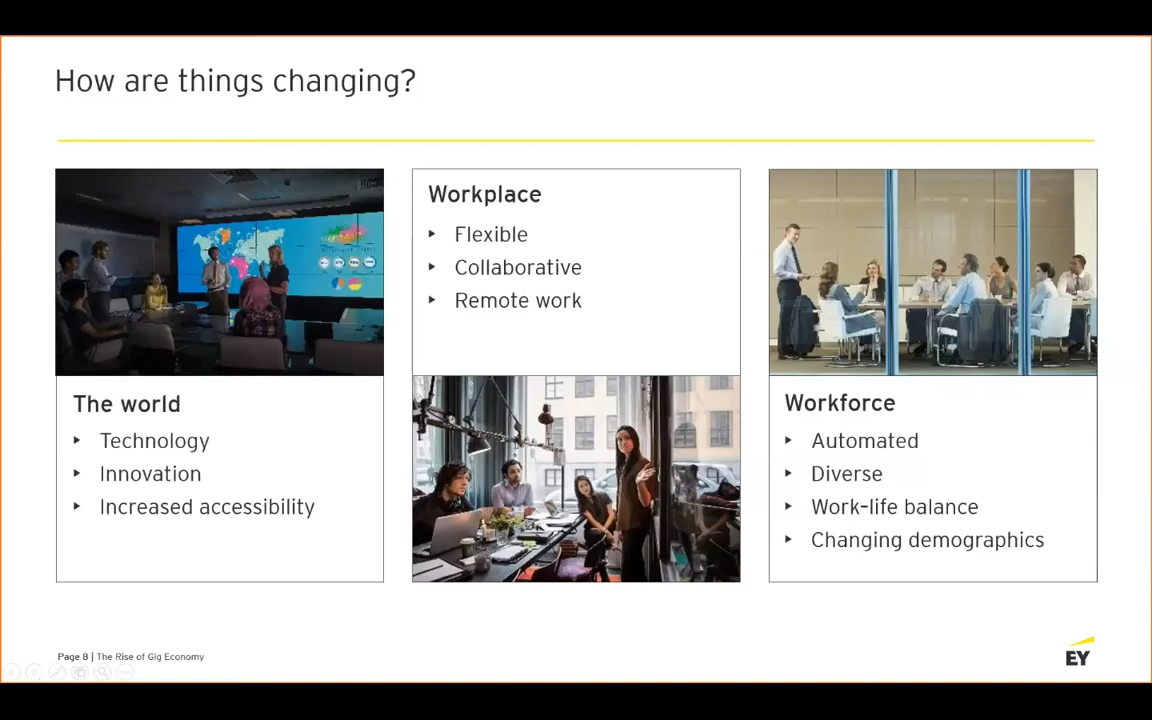 How are things changing?
The world
‣ Technology
‣ Innovation
‣ Increased accessibility
Workplace
‣ Flexible
‣ Collaborative
‣ Remote work
Workforce
‣ Automated
‣ Diverse
‣ Work-life balance
‣ Changing demographics
Page 8 | The Rise of Gig Economy
EY